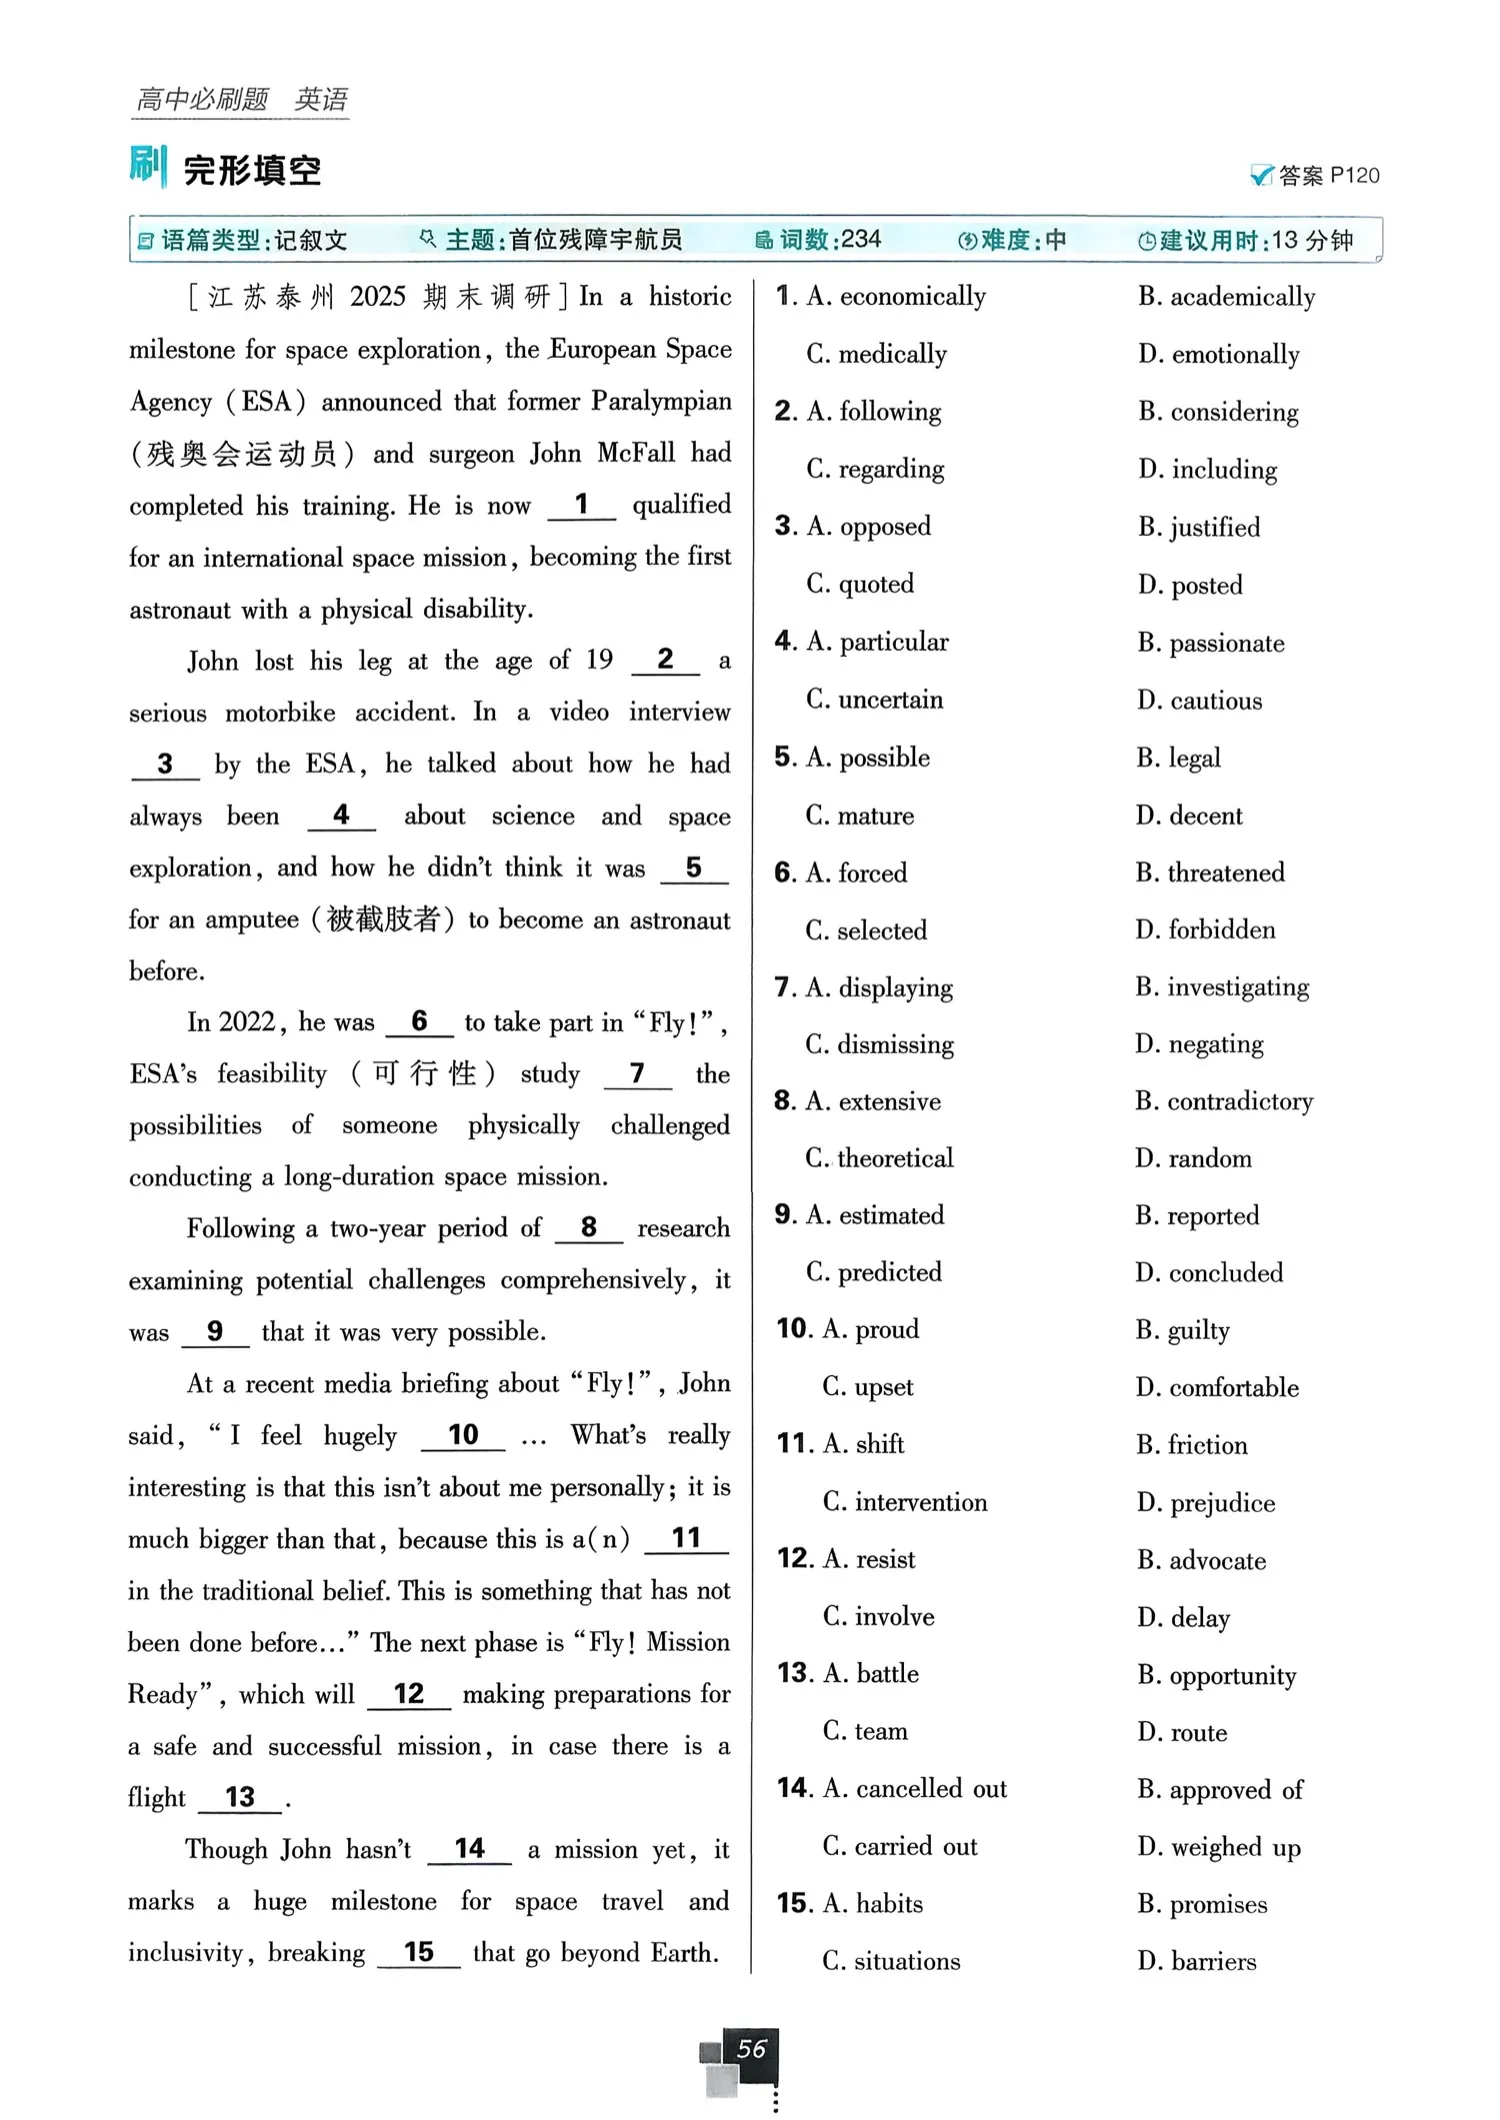 高中必刷题 英语
刷 完形填空
答案 P120
语篇类型:记叙文 主题:首位残障宇航员 词数:234 难度:中 建议用时:13 分钟
[江苏泰州 2025 期末调研] In a historic
milestone for space exploration, the European Space
Agency (ESA) announced that former Paralympian
(残奥会运动员) and surgeon John McFall had
completed his training. He is now 1 qualified
for an international space mission, becoming the first
astronaut with a physical disability.
John lost his leg at the age of 19 2 a
serious motorbike accident. In a video interview
3 by the ESA, he talked about how he had
always been 4 about science and space
exploration, and how he didn't think it was 5
for an amputee (被截肢者) to become an astronaut
before.
In 2022, he was 6 to take part in “Fly!”,
ESA's feasibility (可行性) study 7 the
possibilities of someone physically challenged
conducting a long-duration space mission.
Following a two-year period of 8 research
examining potential challenges comprehensively, it
was 9 that it was very possible.
At a recent media briefing about “Fly!”, John
said, “I feel hugely 10 … What's really
interesting is that this isn't about me personally; it is
much bigger than that, because this is a(n) 11
in the traditional belief. This is something that has not
been done before…” The next phase is “Fly! Mission
Ready”, which will 12 making preparations for
a safe and successful mission, in case there is a
flight 13 .
Though John hasn't 14 a mission yet, it
marks a huge milestone for space travel and
inclusivity, breaking 15 that go beyond Earth.
1. A. economically B. academically
C. medically D. emotionally
2. A. following B. considering
C. regarding D. including
3. A. opposed B. justified
C. quoted D. posted
4. A. particular B. passionate
C. uncertain D. cautious
5. A. possible B. legal
C. mature D. decent
6. A. forced B. threatened
C. selected D. forbidden
7. A. displaying B. investigating
C. dismissing D. negating
8. A. extensive B. contradictory
C. theoretical D. random
9. A. estimated B. reported
C. predicted D. concluded
10. A. proud B. guilty
C. upset D. comfortable
11. A. shift B. friction
C. intervention D. prejudice
12. A. resist B. advocate
C. involve D. delay
13. A. battle B. opportunity
C. team D. route
14. A. cancelled out B. approved of
C. carried out D. weighed up
15. A. habits B. promises
C. situations D. barriers
56